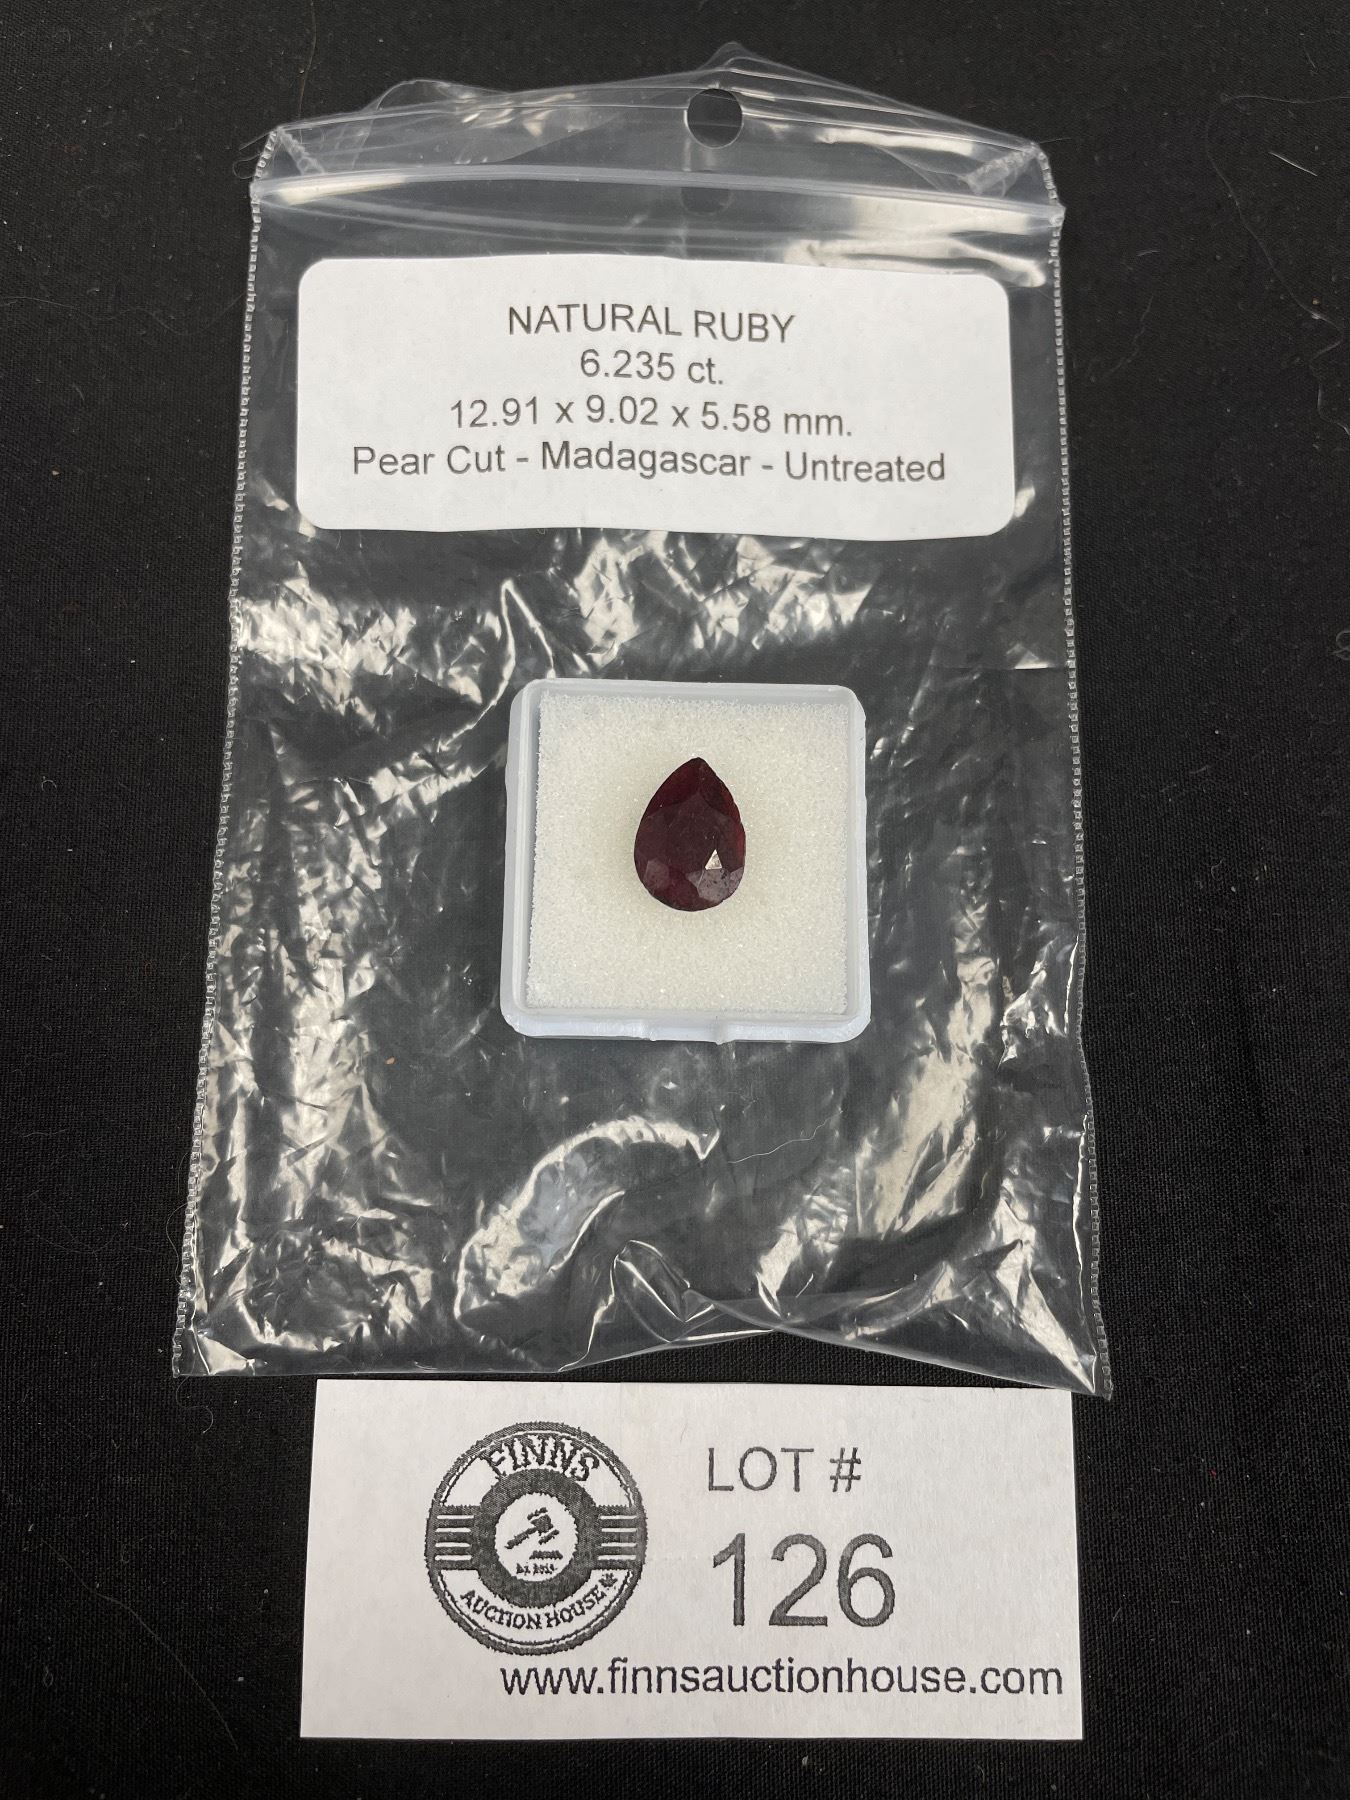 NATURAL RUBY
6.235 ct.
12.91 x 9.02 x 5.58 mm.
Pear Cut - Madagascar - Untreated
FINNS
AUCTION HOUSE
LOT #
126
www.finnsauctionhouse.com